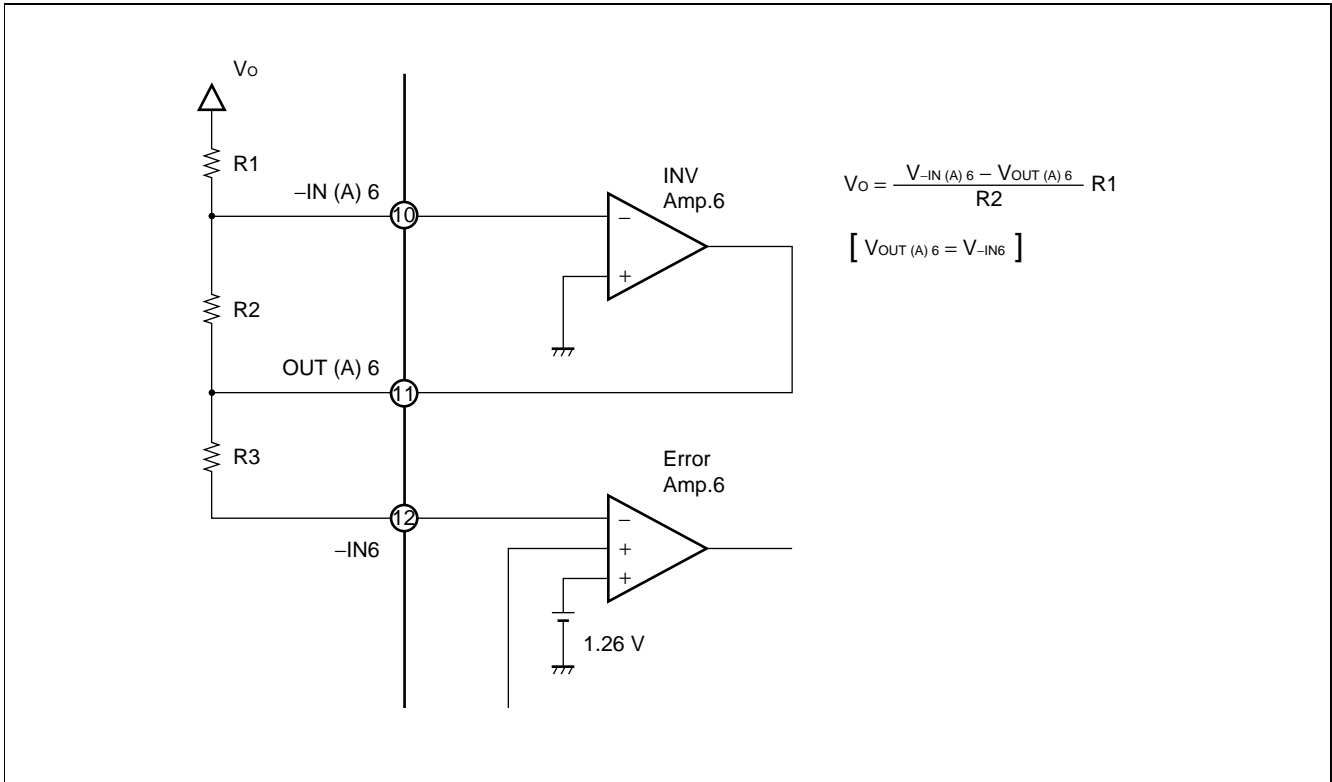 VO
R1
–IN (A) 6
10
INV
Amp.6
–
+
VO = V–IN (A) 6 – VOUT (A) 6 / R2 R1
[ VOUT (A) 6 = V–IN6 ]
R2
OUT (A) 6
11
R3
Error
Amp.6
12
–IN6
–
+
+
1.26 V